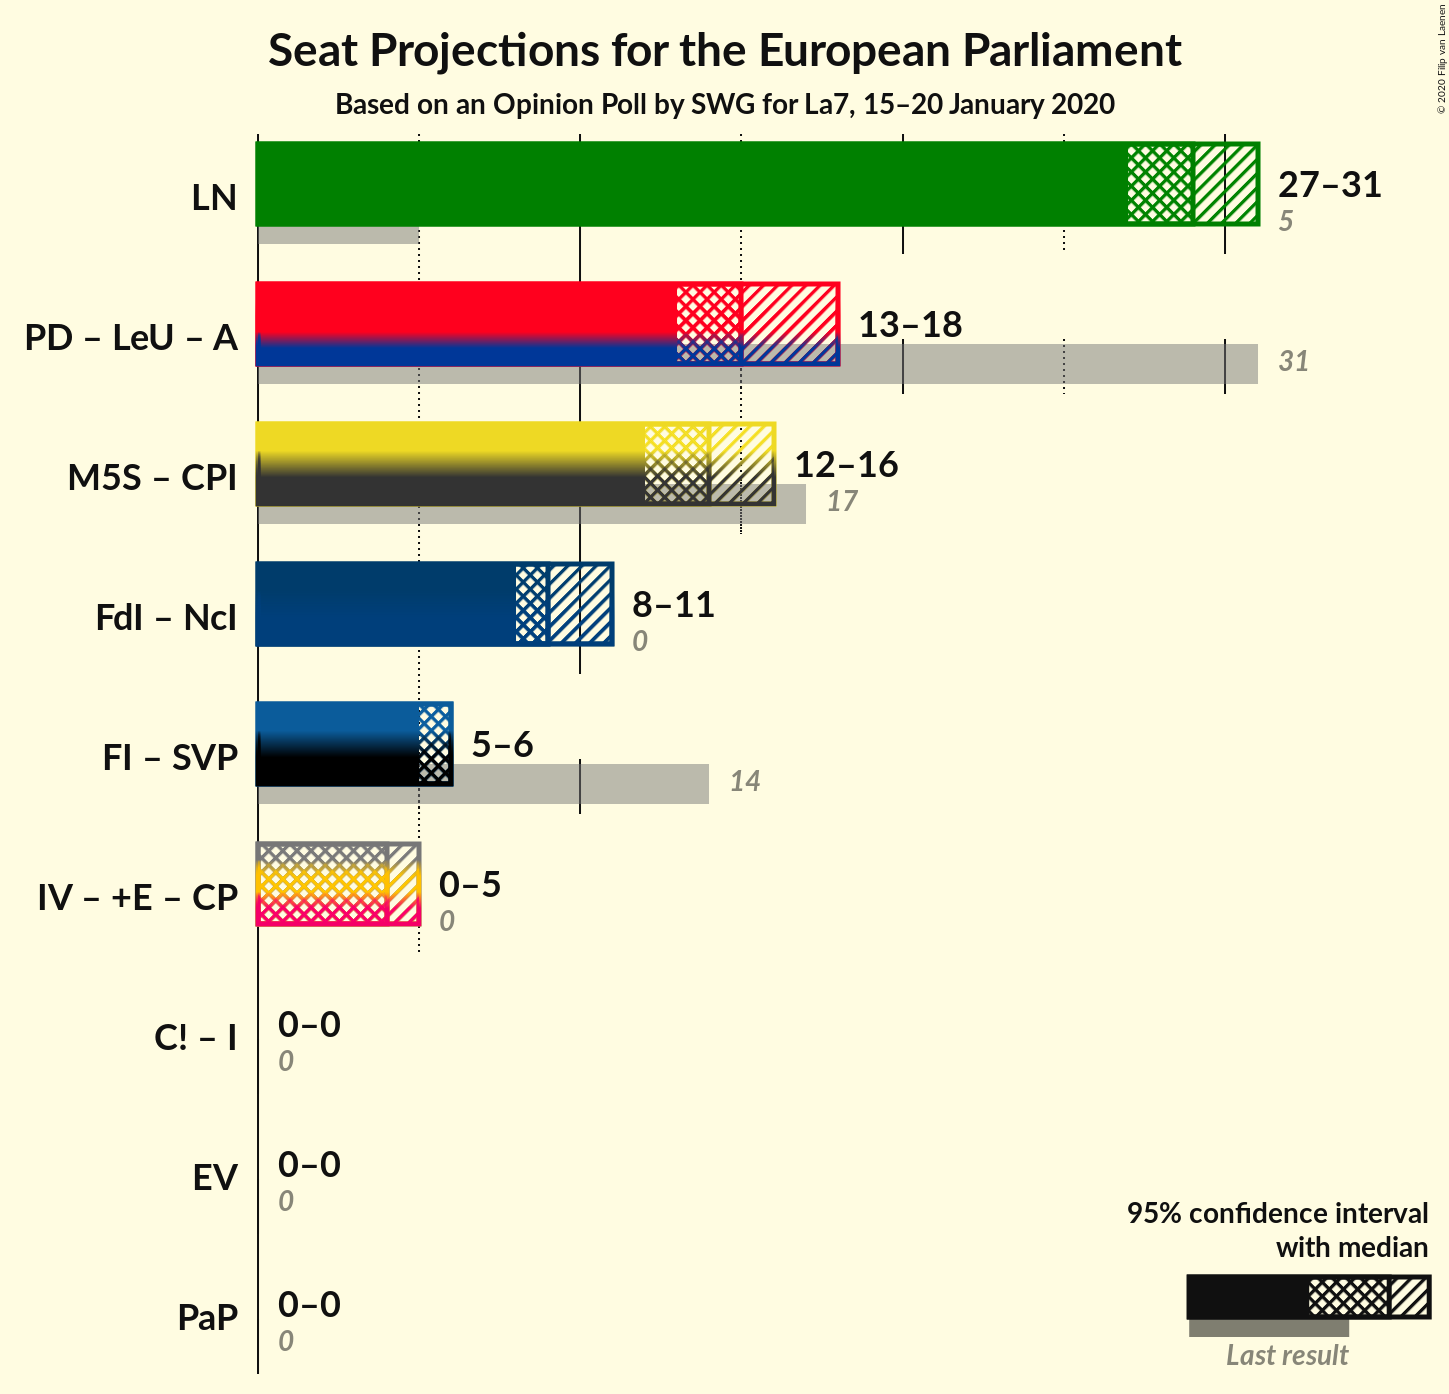 Seat Projections for the European Parliament
Based on an Opinion Poll by SWG for La7, 15–20 January 2020
© 2020 Filip van Laenen
LN
27–31
5
PD – LeU – A
13–18
31
M5S – CPI
12–16
17
FdI – NcI
8–11
0
FI – SVP
5–6
14
IV – +E – CP
0–5
0
C! – I
0–0
0
EV
0–0
0
PaP
0–0
0
95% confidence interval
with median
Last result